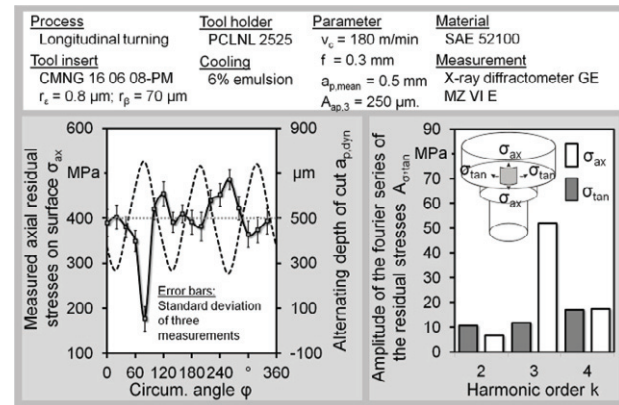 Process
Longitudinal turning
Tool insert
CMNG 16 06 08-PM
rε = 0.8 µm; rβ = 70 µm
Tool holder
PCLNL 2525
Cooling
6% emulsion
Parameter
vc = 180 m/min
f = 0.3 mm
ap,mean = 0.5 mm
Aap,3 = 250 µm.
Material
SAE 52100
Measurement
X-ray diffractometer GE
MZ VI E
Measured axial residual
stresses on surface σax
600
MPa
400
300
200
100
0 60 120 180 240 ° 360
Circum. angle φ
Error bars:
Standard deviation
of three
measurements
900
µm
700
500
300
100
-100
Alternating depth of cut ap,dyn
Amplitude of the fourier series of
the residual stresses Aσ,tan
90
MPa
70
60
50
40
30
20
10
0
2 3 4
Harmonic order k
σax
σtan
σtan
σax
σax
σtan